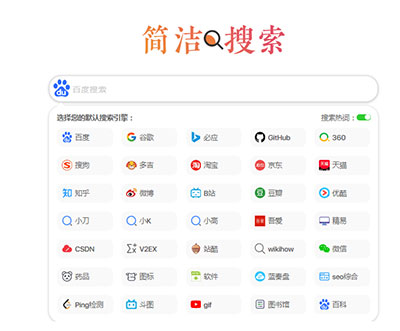 简洁搜索
du 百度搜索
选择您的默认搜索引擎： 搜索热词：
百度 谷歌 必应 GitHub 360
搜狗 多吉 淘宝 京东 天猫
知乎 微博 B站 豆瓣 优酷
小刀 小K 小高 吾爱 精易
CSDN V2EX 站酷 wikihow 微信
药品 图标 软件 蓝奏盘 seo综合
Ping检测 斗图 gif 图书馆 百科